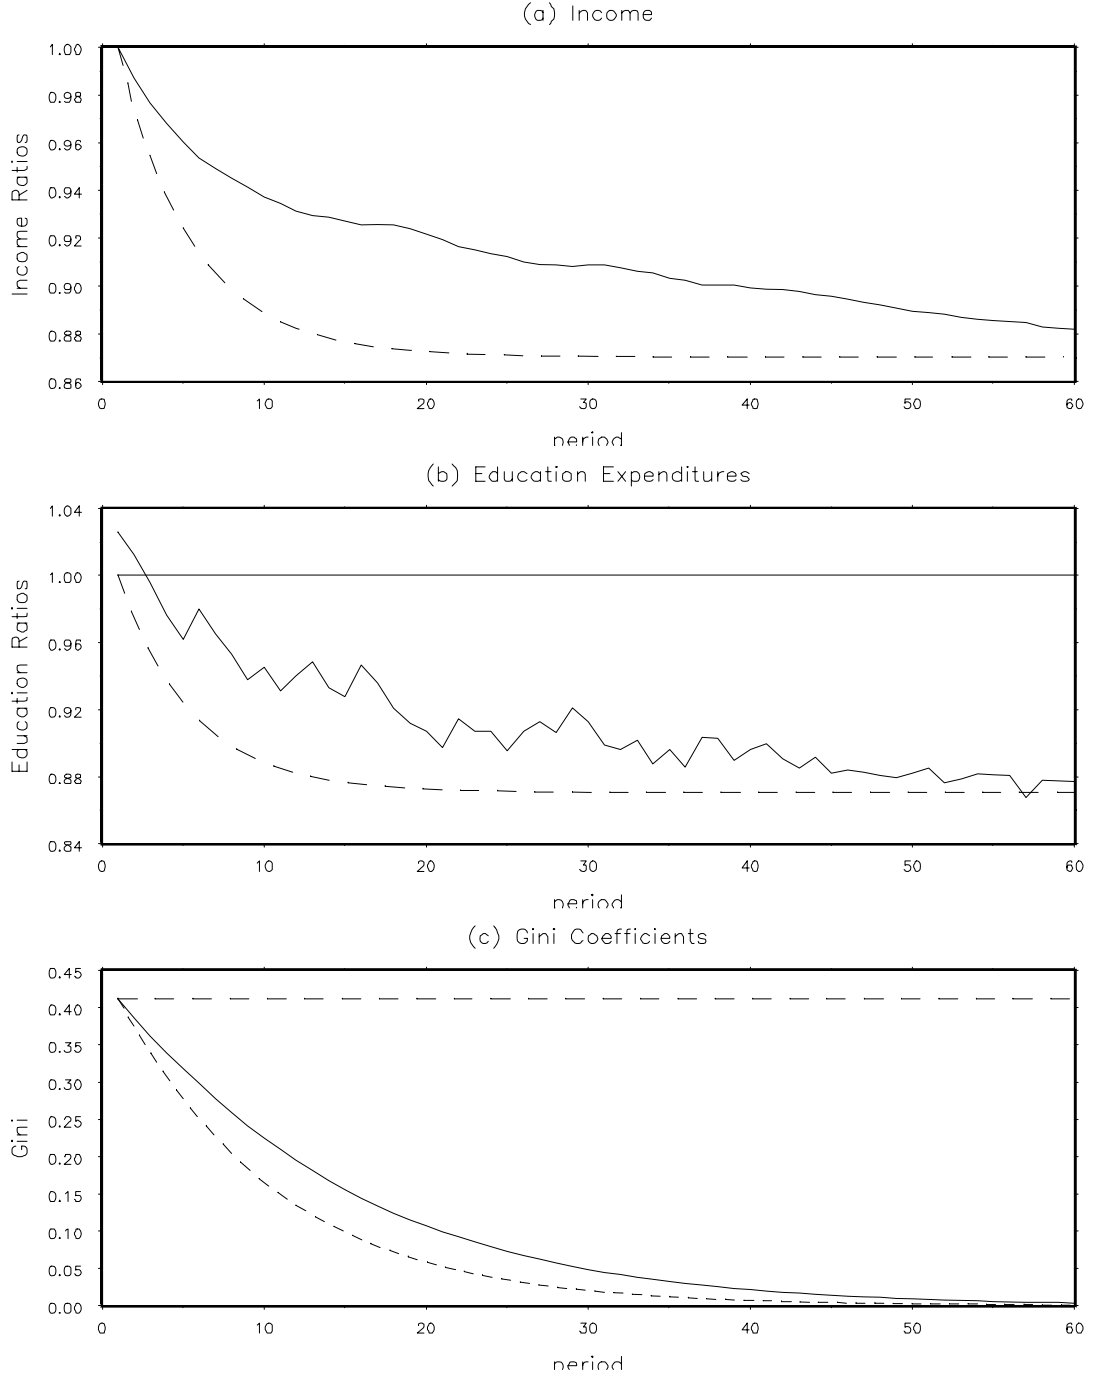 (a) Income
1.00
0.98
0.96
0.94
0.92
0.90
0.88
0.86
Income Ratios
0 10 20 30 40 50 60
period
(b) Education Expenditures
1.04
1.00
0.96
0.92
0.88
0.84
Education Ratios
0 10 20 30 40 50 60
period
(c) Gini Coefficients
0.45
0.40
0.35
0.30
0.25
0.20
0.15
0.10
0.05
0.00
Gini
0 10 20 30 40 50 60
period